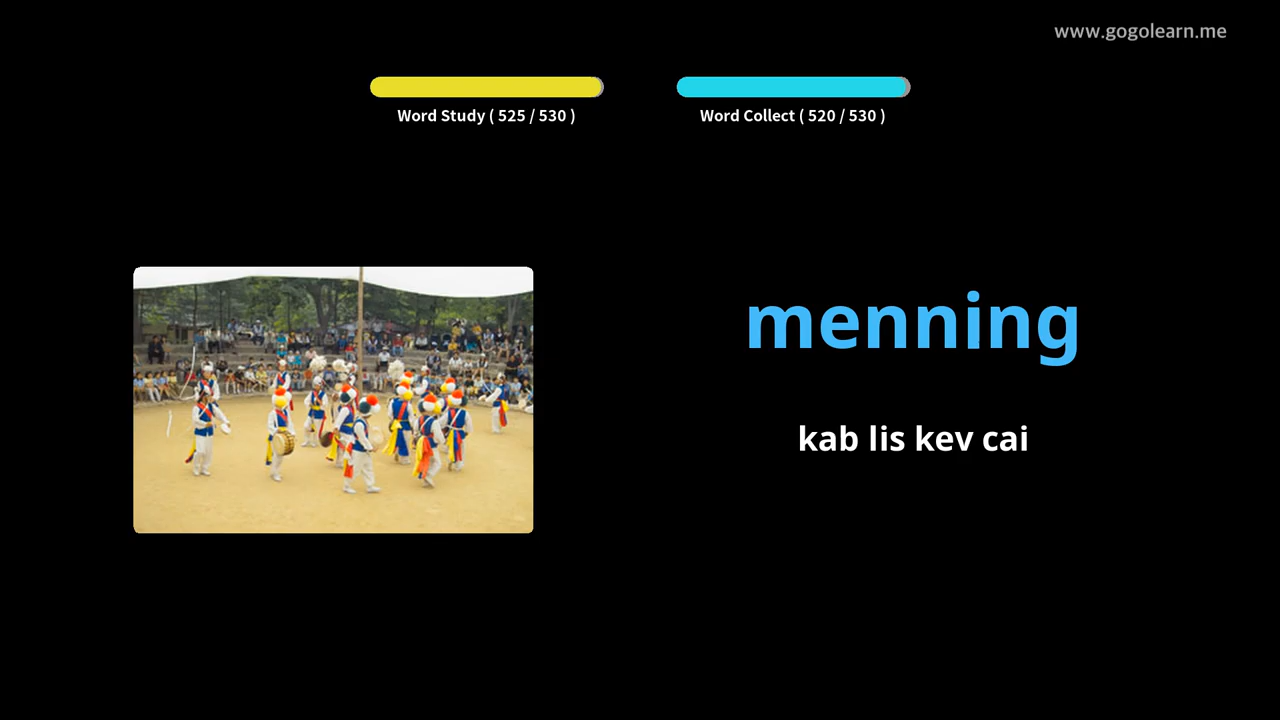 www.gogolearn.me
Word Study ( 525 / 530 )
Word Collect ( 520 / 530 )
menning
kab lis kev cai